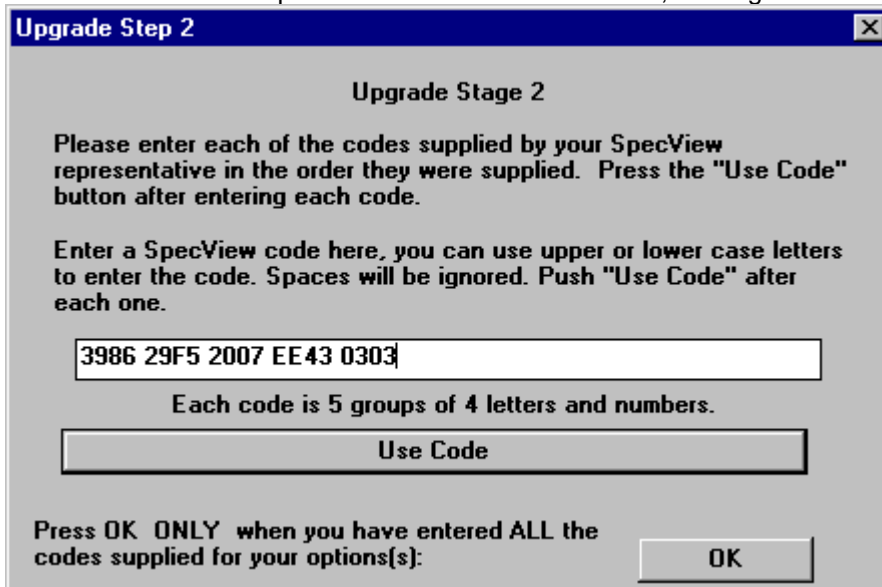 Upgrade Step 2
Upgrade Stage 2
Please enter each of the codes supplied by your SpecView
representative in the order they were supplied.  Press the "Use Code"
button after entering each code.
Enter a SpecView code here, you can use upper or lower case letters
to enter the code. Spaces will be ignored. Push "Use Code" after
each one.
3986 29F5 2007 EE43 0303
Each code is 5 groups of 4 letters and numbers.
Use Code
Press OK  ONLY  when you have entered ALL the
codes supplied for your options(s):
OK